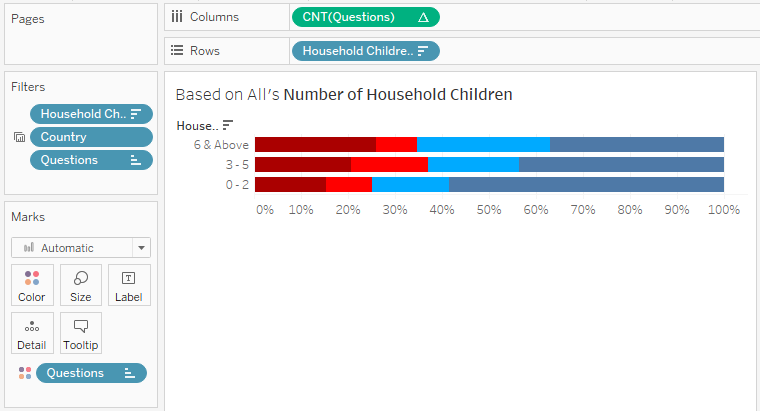 Pages
Columns
CNT(Questions)
Rows
Household Childre..
Filters
Household Ch..
Country
Questions
Marks
Automatic
Color
Size
Label
Detail
Tooltip
Questions
Based on All's Number of Household Children
House..
6 & Above
3 - 5
0 - 2
0% 10% 20% 30% 40% 50% 60% 70% 80% 90% 100%